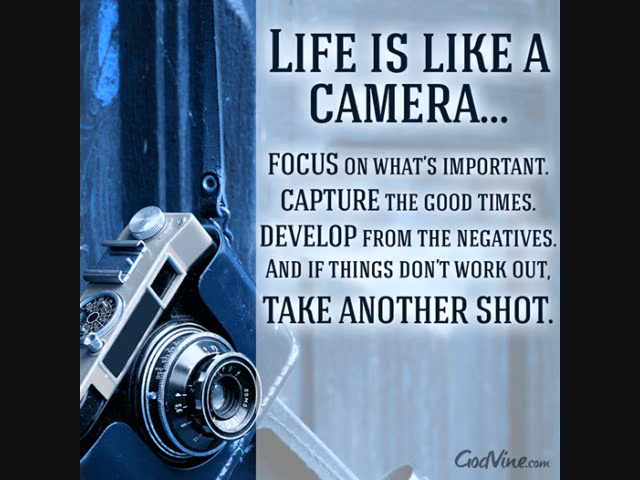 LIFE IS LIKE A
CAMERA...
FOCUS ON WHAT'S IMPORTANT.
CAPTURE THE GOOD TIMES.
DEVELOP FROM THE NEGATIVES.
AND IF THINGS DON'T WORK OUT,
TAKE ANOTHER SHOT.
GodVine.com